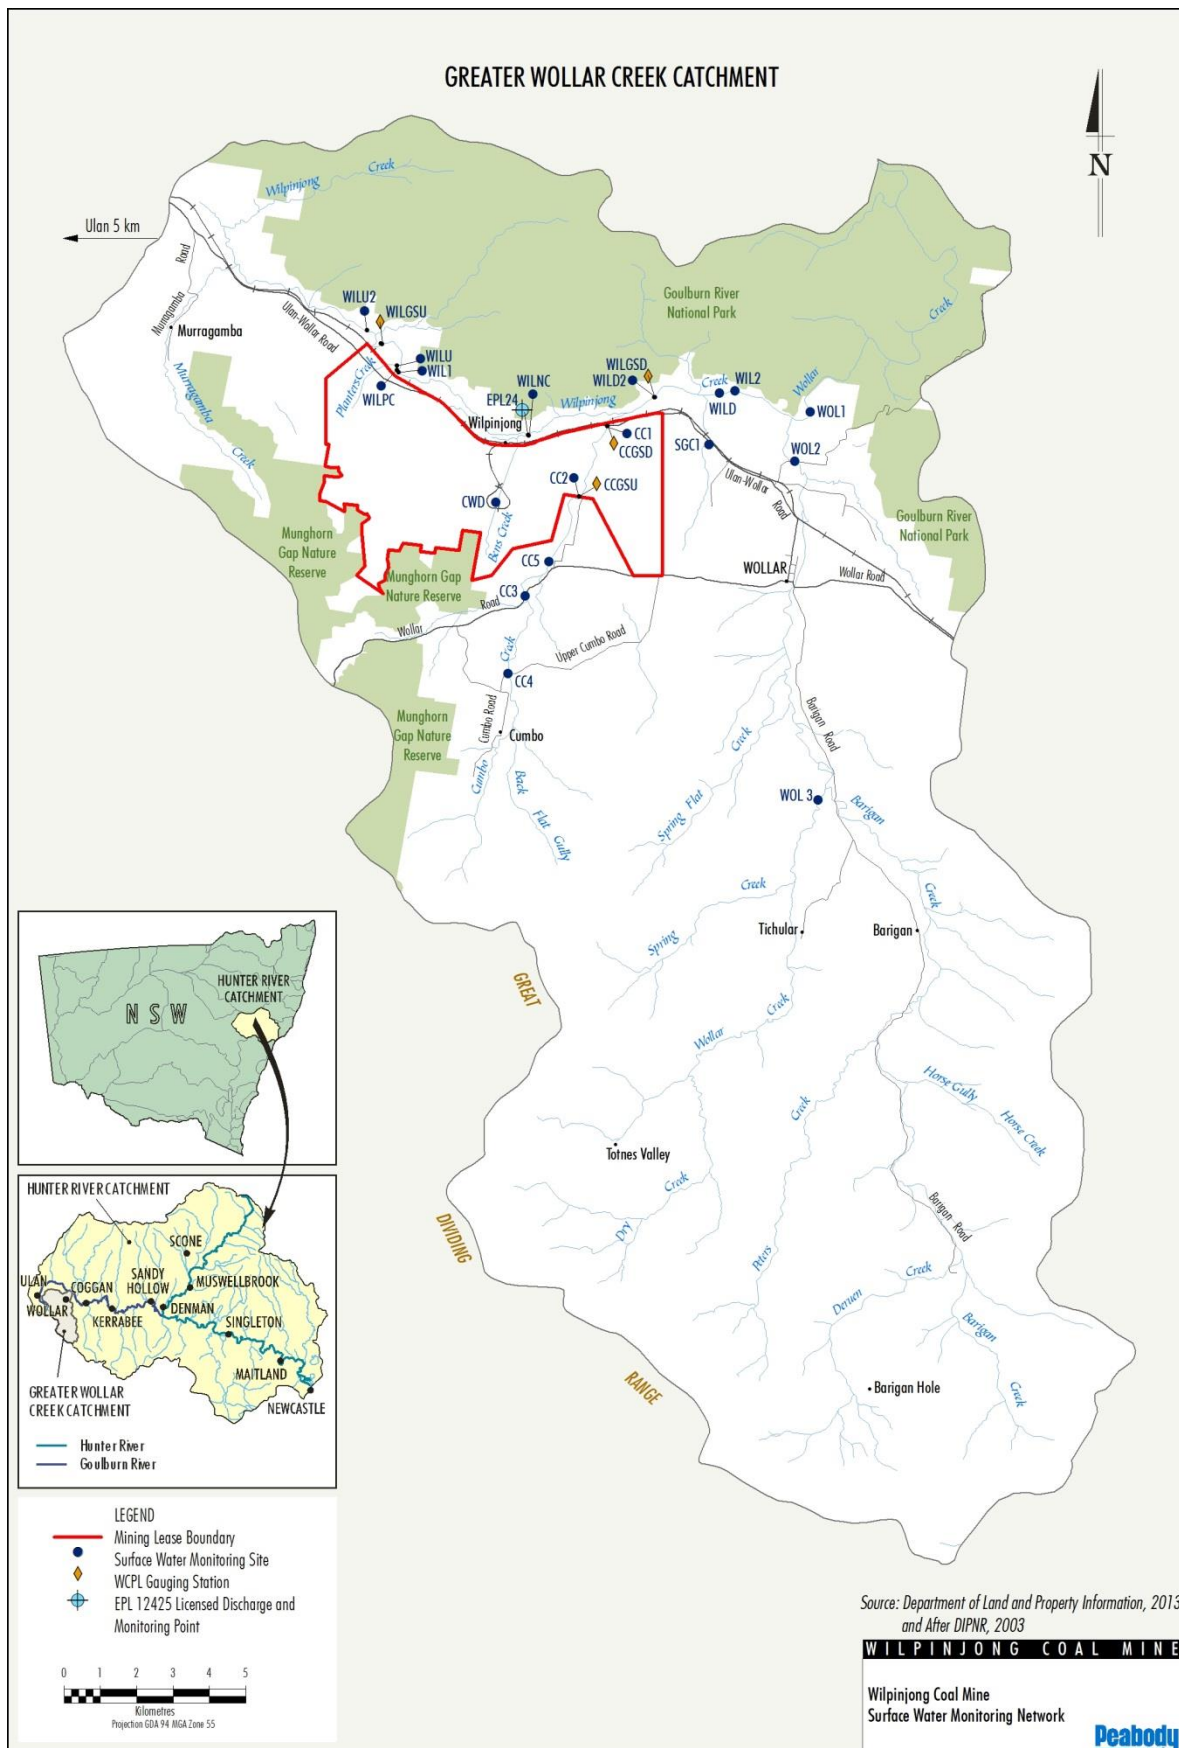 GREATER WOLLAR CREEK CATCHMENT
N
Ulan 5 km
Wilpinjong Creek
Murragamba Road
Murragamba
Ulan-Wollar Road
Goulburn River
National Park
WILU2
WILGSU
WILU
WIL1
Planters Creek
WILPC
WILNC
EPL24
Wilpinjong
Wilpinjong Creek
WILGSD
WILD2
WIL2
WILD
Wollar Creek
WOL1
WOL2
SGC1
CC1
CCGSD
CC2
CCGSU
Ulan-Wollar
Road
Murragamba Creek
CWD
Bens Creek
Goulburn River
National Park
Munghorn
Gap Nature
Reserve
Munghorn Gap
Nature Reserve
CC5
CC3
WOLLAR
Wollar Road
Wollar Road
Upper Cumbo Road
Creek
CC4
Cumbo Road
Cumbo
Munghorn
Gap Nature
Reserve
Cumbo
Back Flat Gully
Spring Flat Creek
Barigan Road
WOL 3
Barigan Creek
Spring Creek
Tichular
Barigan
GREAT
Wollar Creek
Horse Gully
Horse Creek
Totnes Valley
Dry Creek
Peters Creek
Barigan Road
DIVIDING
Deruen Creek
Barigan Creek
RANGE
Barigan Hole
HUNTER RIVER
CATCHMENT
N S W
HUNTER RIVER CATCHMENT
SCONE
ULAN
COGGAN
SANDY
HOLLOW
MUSWELLBROOK
WOLLAR
DENMAN
KERRABEE
SINGLETON
MAITLAND
GREATER WOLLAR
CREEK CATCHMENT
NEWCASTLE
Hunter River
Goulburn River
LEGEND
Mining Lease Boundary
Surface Water Monitoring Site
WCPL Gauging Station
EPL 12425 Licensed Discharge and
Monitoring Point
0 1 2 3 4 5
Kilometres
Projection GDA 94 MGA Zone 55
Source: Department of Land and Property Information, 2013
and After DIPNR, 2003
WILPINJONG COAL MINE
Wilpinjong Coal Mine
Surface Water Monitoring Network
Peabody